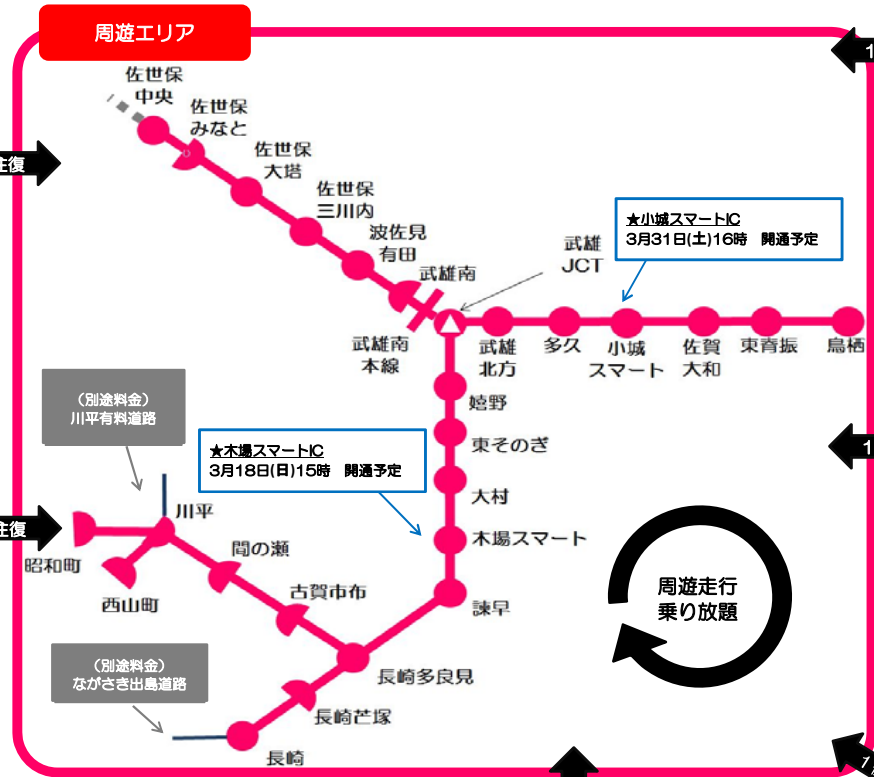 周遊エリア
佐世保
中央
佐世保
みなと
佐世保
大塔
佐世保
三川内
波佐見
有田
武雄南
武雄
JCT
★小城スマートIC
3月31日(土)16時 開通予定
往復
1
武雄南
本線
武雄
北方
多久
小城
スマート
佐賀
大和
東脊振
鳥栖
嬉野
東そのぎ
大村
木場スマート
諫早
(別途料金)
川平有料道路
★木場スマートIC
3月18日(日)15時 開通予定
1
往復
川平
昭和町
西山町
間の瀬
古賀市布
長崎多良見
長崎芒塚
長崎
(別途料金)
ながさき出島道路
周遊走行
乗り放題
1